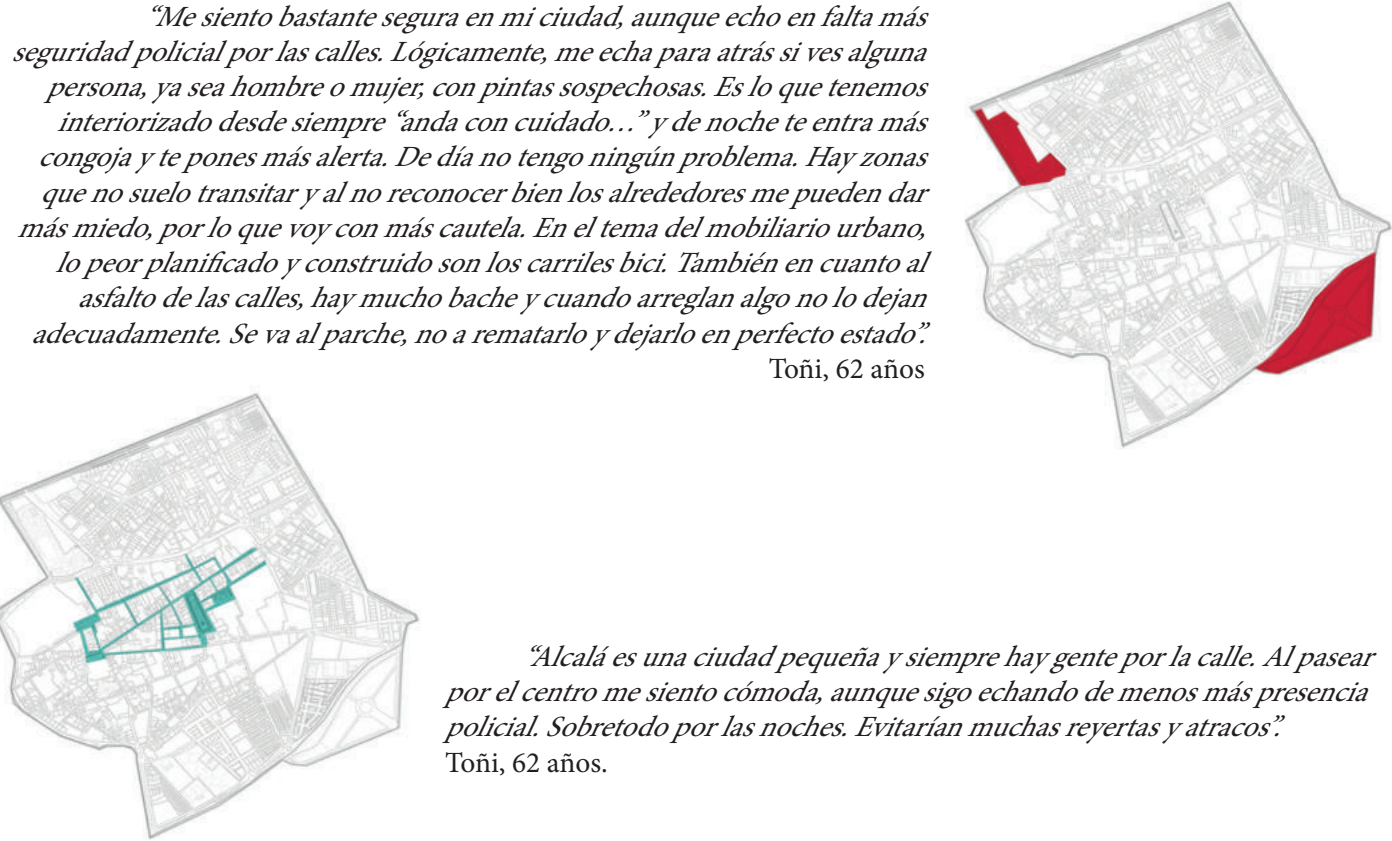 “Me siento bastante segura en mi ciudad, aunque echo en falta más
seguridad policial por las calles. Lógicamente, me echa para atrás si ves alguna
persona, ya sea hombre o mujer, con pintas sospechosas. Es lo que tenemos
interiorizado desde siempre “anda con cuidado…” y de noche te entra más
congoja y te pones más alerta. De día no tengo ningún problema. Hay zonas
que no suelo transitar y al no reconocer bien los alrededores me pueden dar
más miedo, por lo que voy con más cautela. En el tema del mobiliario urbano,
lo peor planificado y construido son los carriles bici. También en cuanto al
asfalto de las calles, hay mucho bache y cuando arreglan algo no lo dejan
adecuadamente. Se va al parche, no a rematarlo y dejarlo en perfecto estado”.
Toñi, 62 años
“Alcalá es una ciudad pequeña y siempre hay gente por la calle. Al pasear
por el centro me siento cómoda, aunque sigo echando de menos más presencia
policial. Sobretodo por las noches. Evitarían muchas reyertas y atracos”.
Toñi, 62 años.